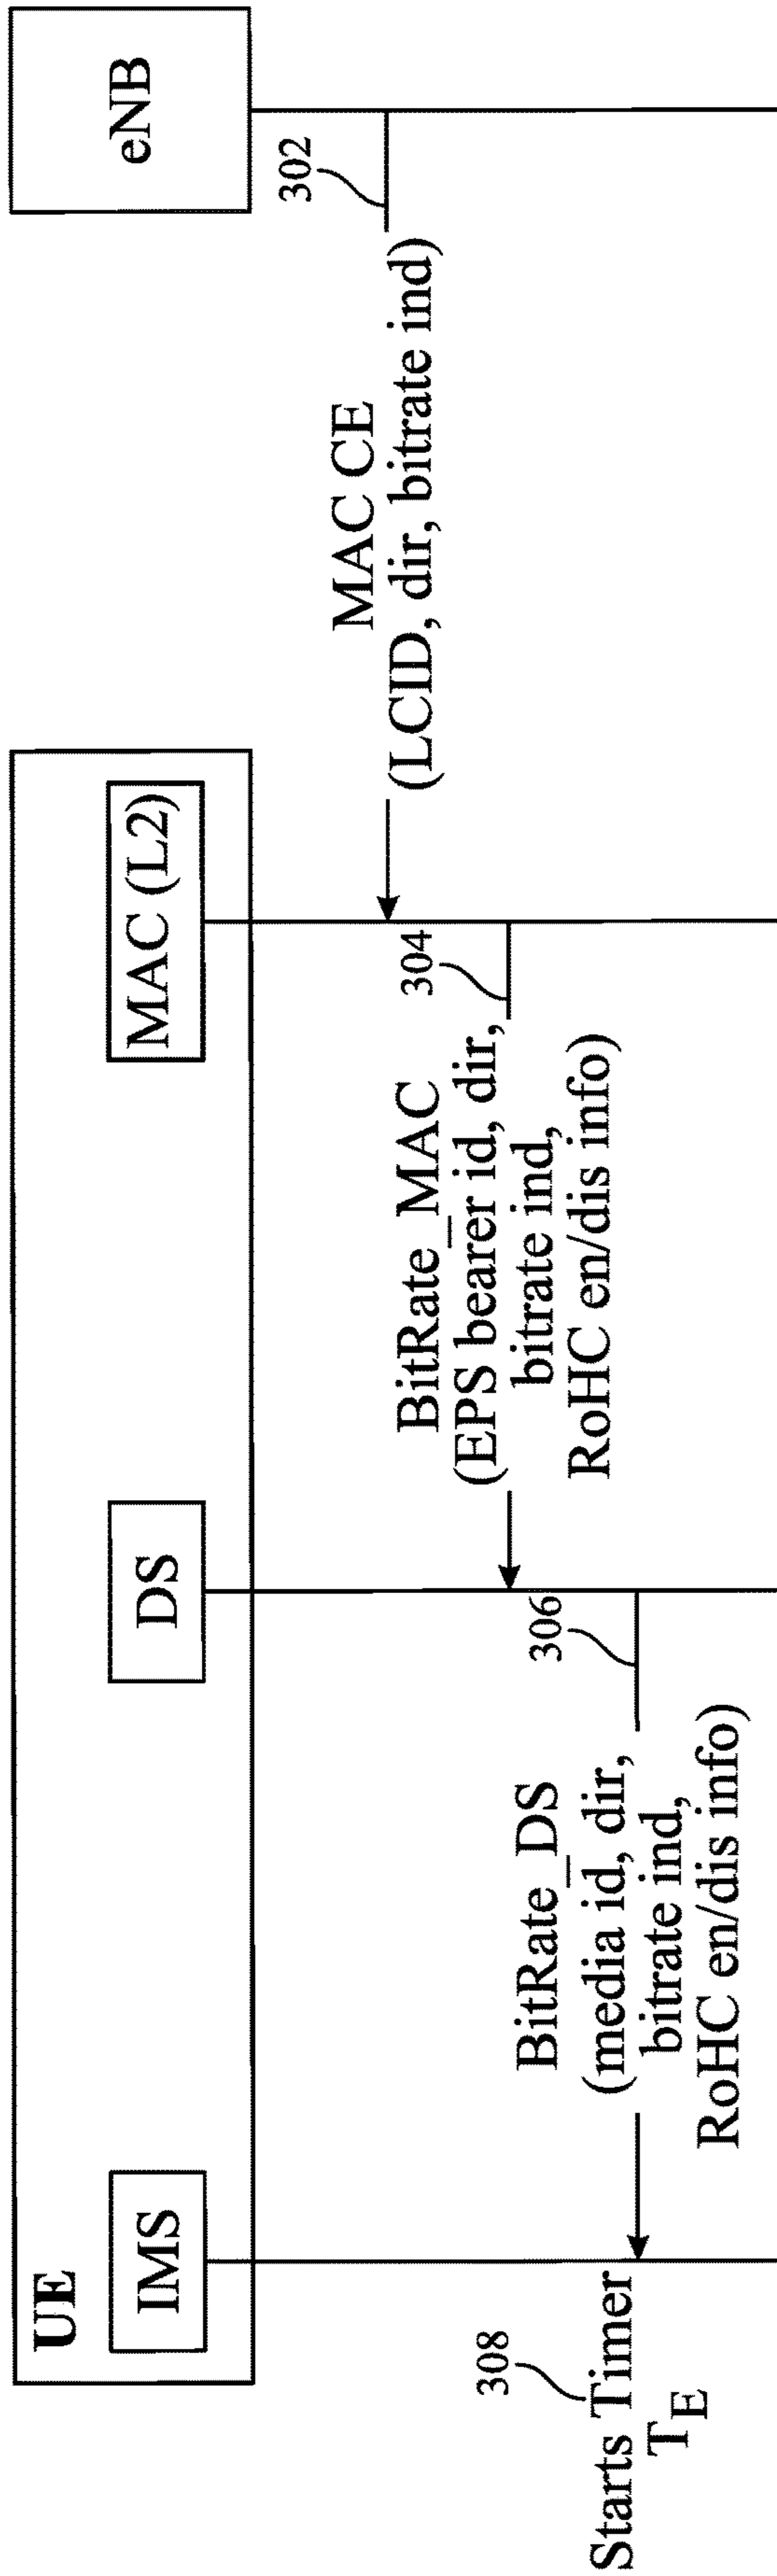 UE
IMS
DS
MAC (L2)
eNB
302
MAC CE
(LCID, dir, bitrate ind)
304
BitRate_MAC
(EPS bearer id, dir,
bitrate ind,
RoHC en/dis info)
306
BitRate_DS
(media id, dir,
bitrate ind,
RoHC en/dis info)
308
Starts Timer
TE